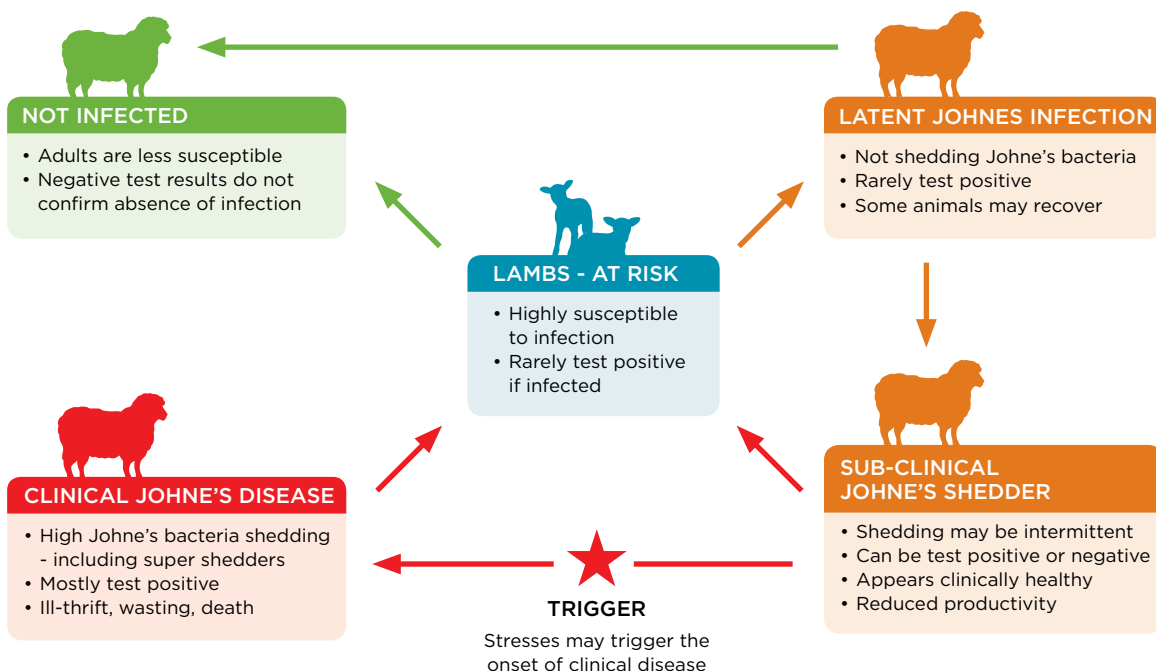 NOT INFECTED
• Adults are less susceptible
• Negative test results do not
confirm absence of infection
LATENT JOHNES INFECTION
• Not shedding Johne's bacteria
• Rarely test positive
• Some animals may recover
LAMBS - AT RISK
• Highly susceptible
to infection
• Rarely test positive
if infected
CLINICAL JOHNE'S DISEASE
• High Johne's bacteria shedding
- including super shedders
• Mostly test positive
• Ill-thrift, wasting, death
SUB-CLINICAL
JOHNE'S SHEDDER
• Shedding may be intermittent
• Can be test positive or negative
• Appears clinically healthy
• Reduced productivity
TRIGGER
Stresses may trigger the
onset of clinical disease